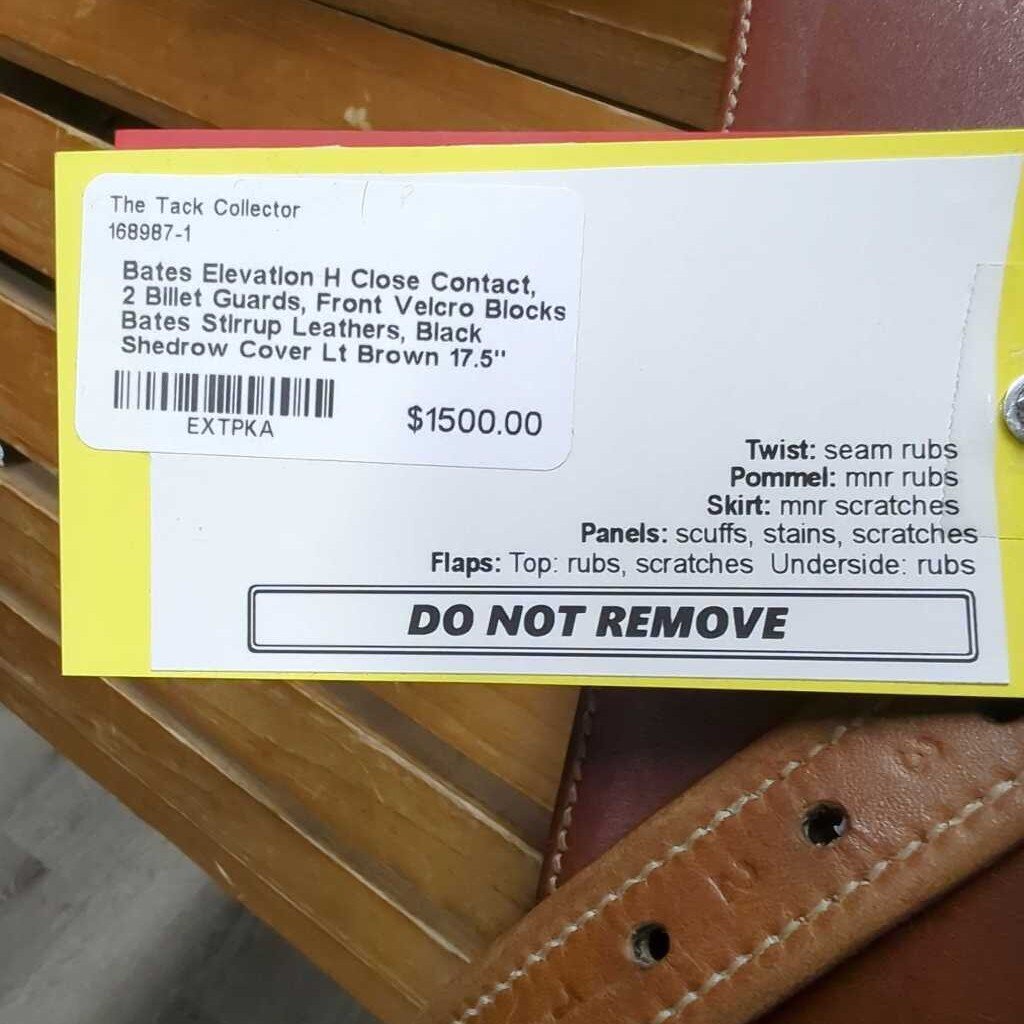 The Tack Collector
168987-1
Bates Elevation H Close Contact,
2 Billet Guards, Front Velcro Blocks
Bates Stirrup Leathers, Black
Shedrow Cover Lt Brown 17.5"
EXTPKA
$1500.00
Twist: seam rubs
Pommel: mnr rubs
Skirt: mnr scratches
Panels: scuffs, stains, scratches
Flaps: Top: rubs, scratches Underside: rubs
DO NOT REMOVE